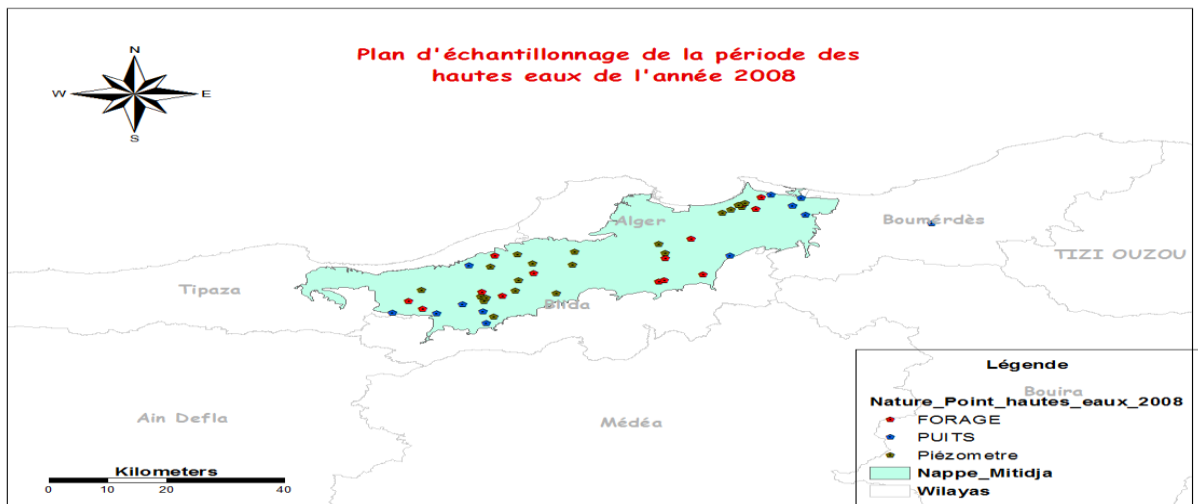 Plan d'échantillonnage de la période des
hautes eaux de l'année 2008
N
W
E
S
Alger
Boumérdès
TIZI OUZOU
Tipaza
Blida
Ain Defla
Médéa
Bouira
Légende
Nature_Point_hautes_eaux_2008
FORAGE
PUITS
Piézometre
Nappe_Mitidja
Wilayas
Kilometers
0 10 20 40